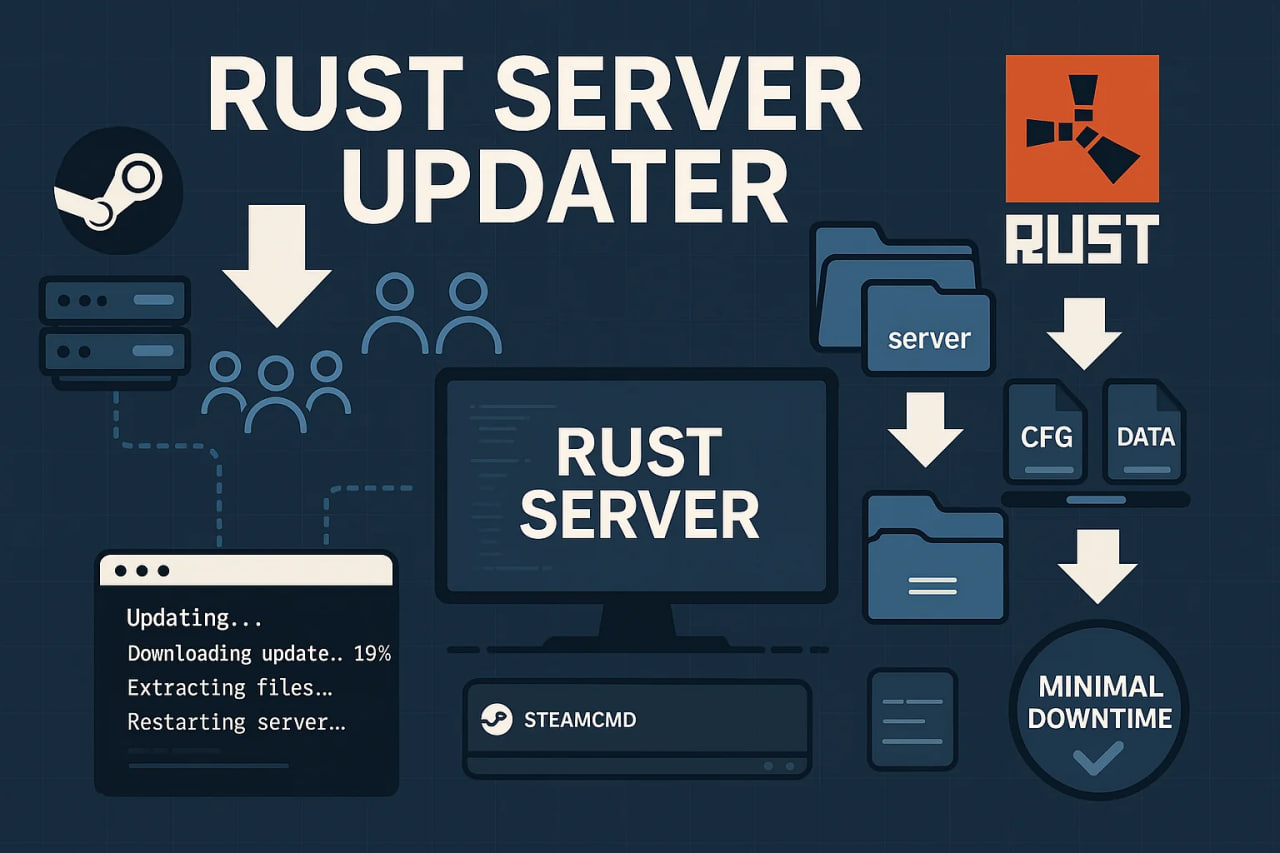 RUST SERVER
UPDATER
RUST
server
CFG
DATA
RUST
SERVER
Updating...
Downloading update.. 19%
Extracting files...
Restarting server...
STEAMCMD
MINIMAL
DOWNTIME